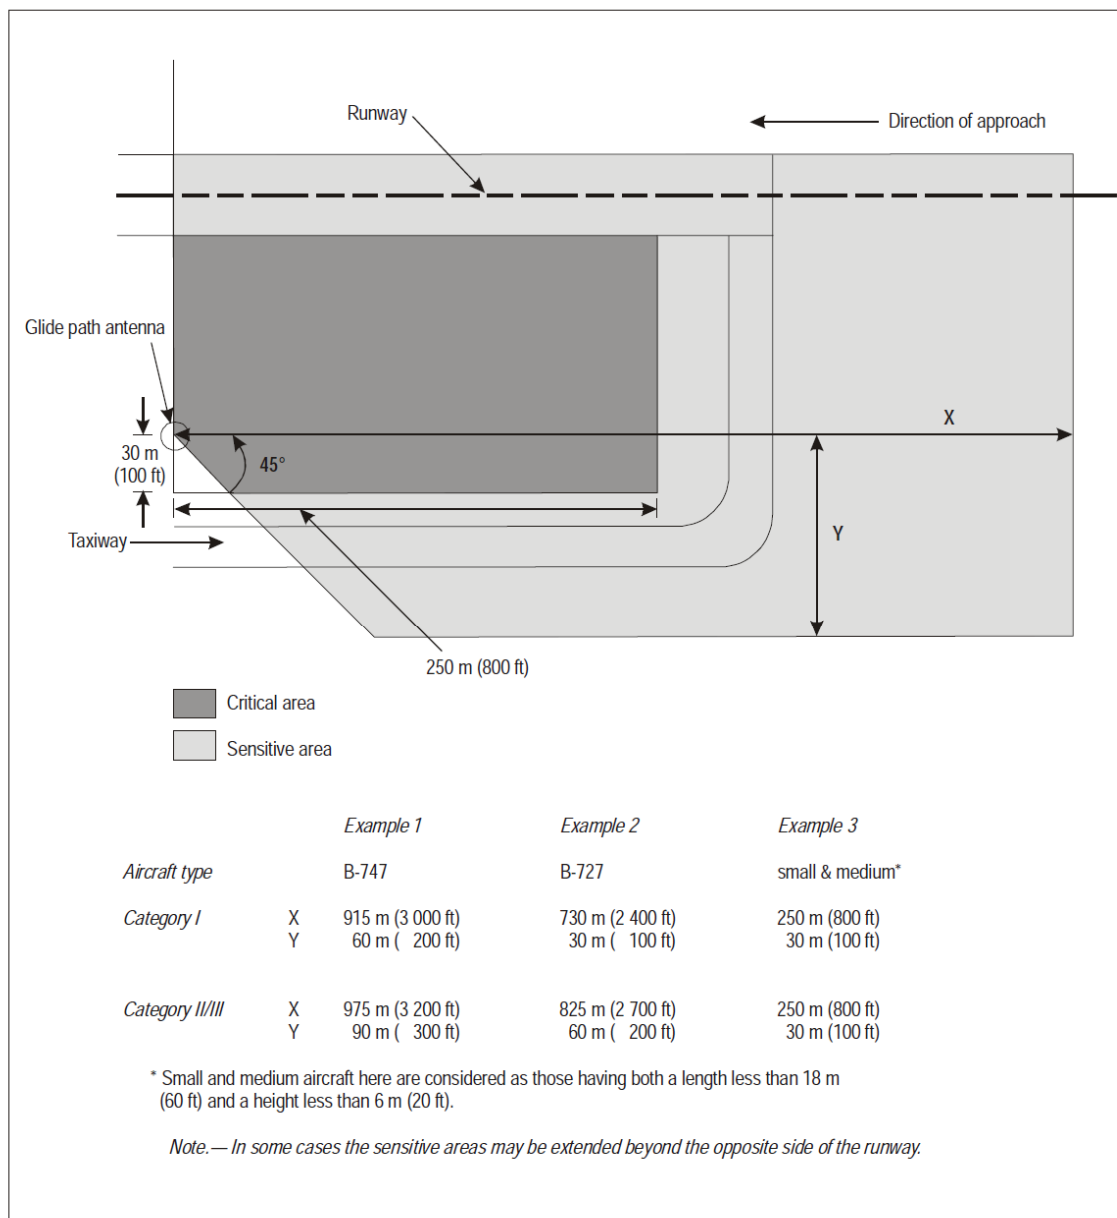 Runway
Direction of approach
Glide path antenna
X
30 m
(100 ft)
45°
Y
Taxiway
250 m (800 ft)
Critical area
Sensitive area
Example 1 Example 2 Example 3
Aircraft type B-747 B-727 small & medium*
Category I X 915 m (3 000 ft) 730 m (2 400 ft) 250 m (800 ft)
Y 60 m ( 200 ft) 30 m ( 100 ft) 30 m (100 ft)
Category II/III X 975 m (3 200 ft) 825 m (2 700 ft) 250 m (800 ft)
Y 90 m ( 300 ft) 60 m ( 200 ft) 30 m (100 ft)
* Small and medium aircraft here are considered as those having both a length less than 18 m
(60 ft) and a height less than 6 m (20 ft).
Note.— In some cases the sensitive areas may be extended beyond the opposite side of the runway.